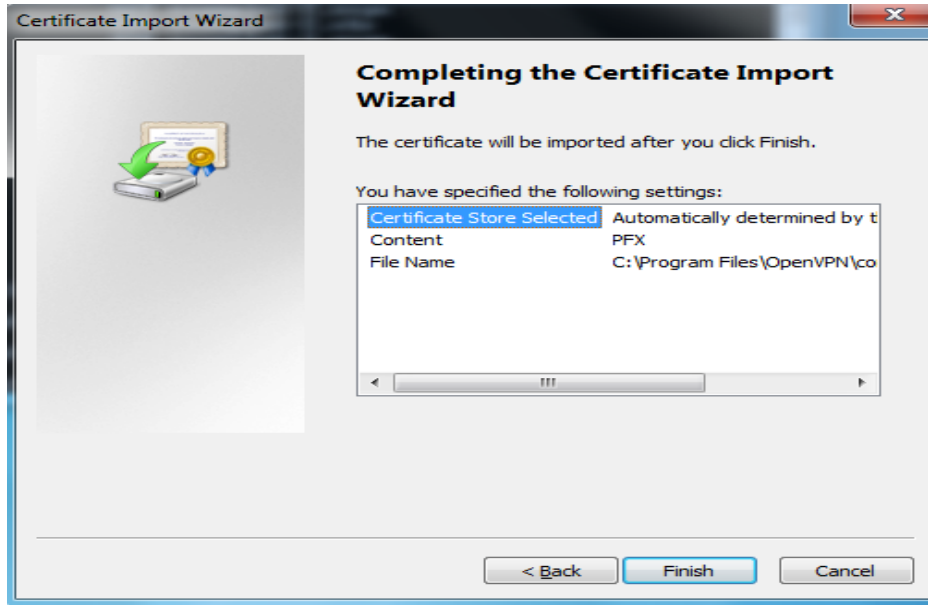 Certificate Import Wizard
Completing the Certificate Import
Wizard
The certificate will be imported after you click Finish.
You have specified the following settings:
Certificate Store Selected Automatically determined by t
Content PFX
File Name C:\Program Files\OpenVPN\co
< Back Finish Cancel